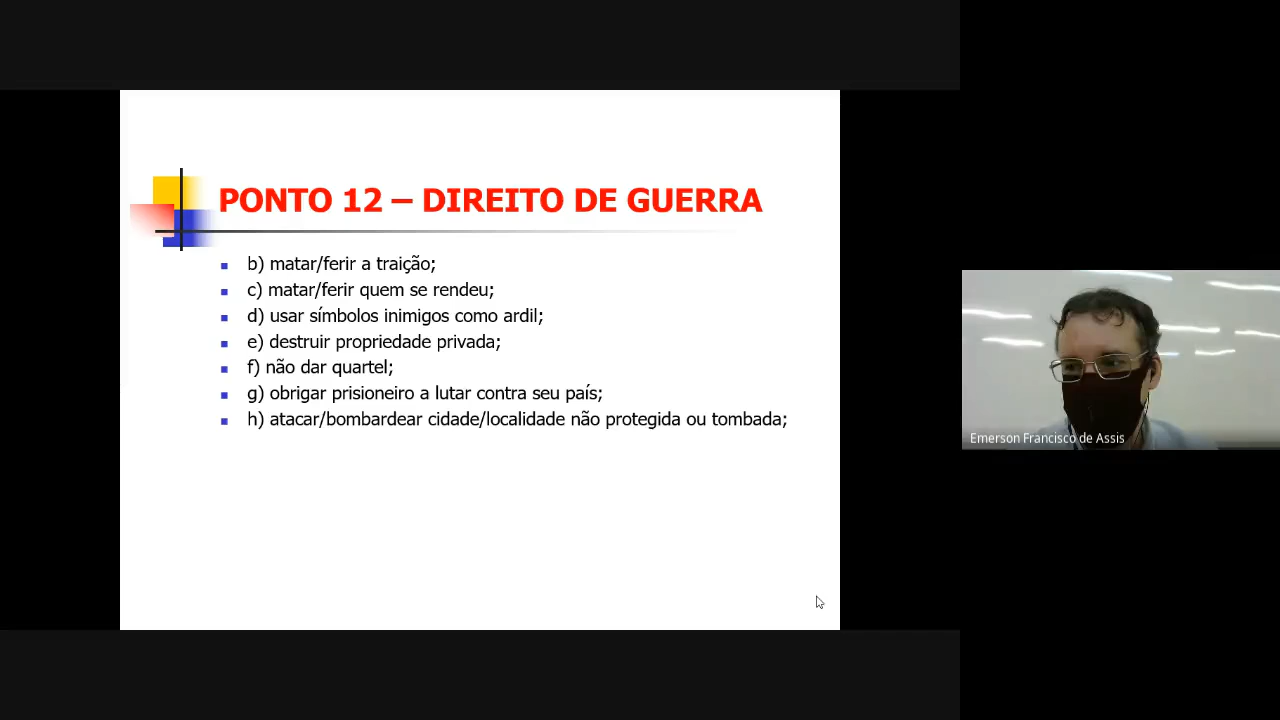 PONTO 12 – DIREITO DE GUERRA
b) matar/ferir a traição;
c) matar/ferir quem se rendeu;
d) usar símbolos inimigos como ardil;
e) destruir propriedade privada;
f) não dar quartel;
g) obrigar prisioneiro a lutar contra seu país;
h) atacar/bombardear cidade/localidade não protegida ou tombada;
Emerson Francisco de Assis